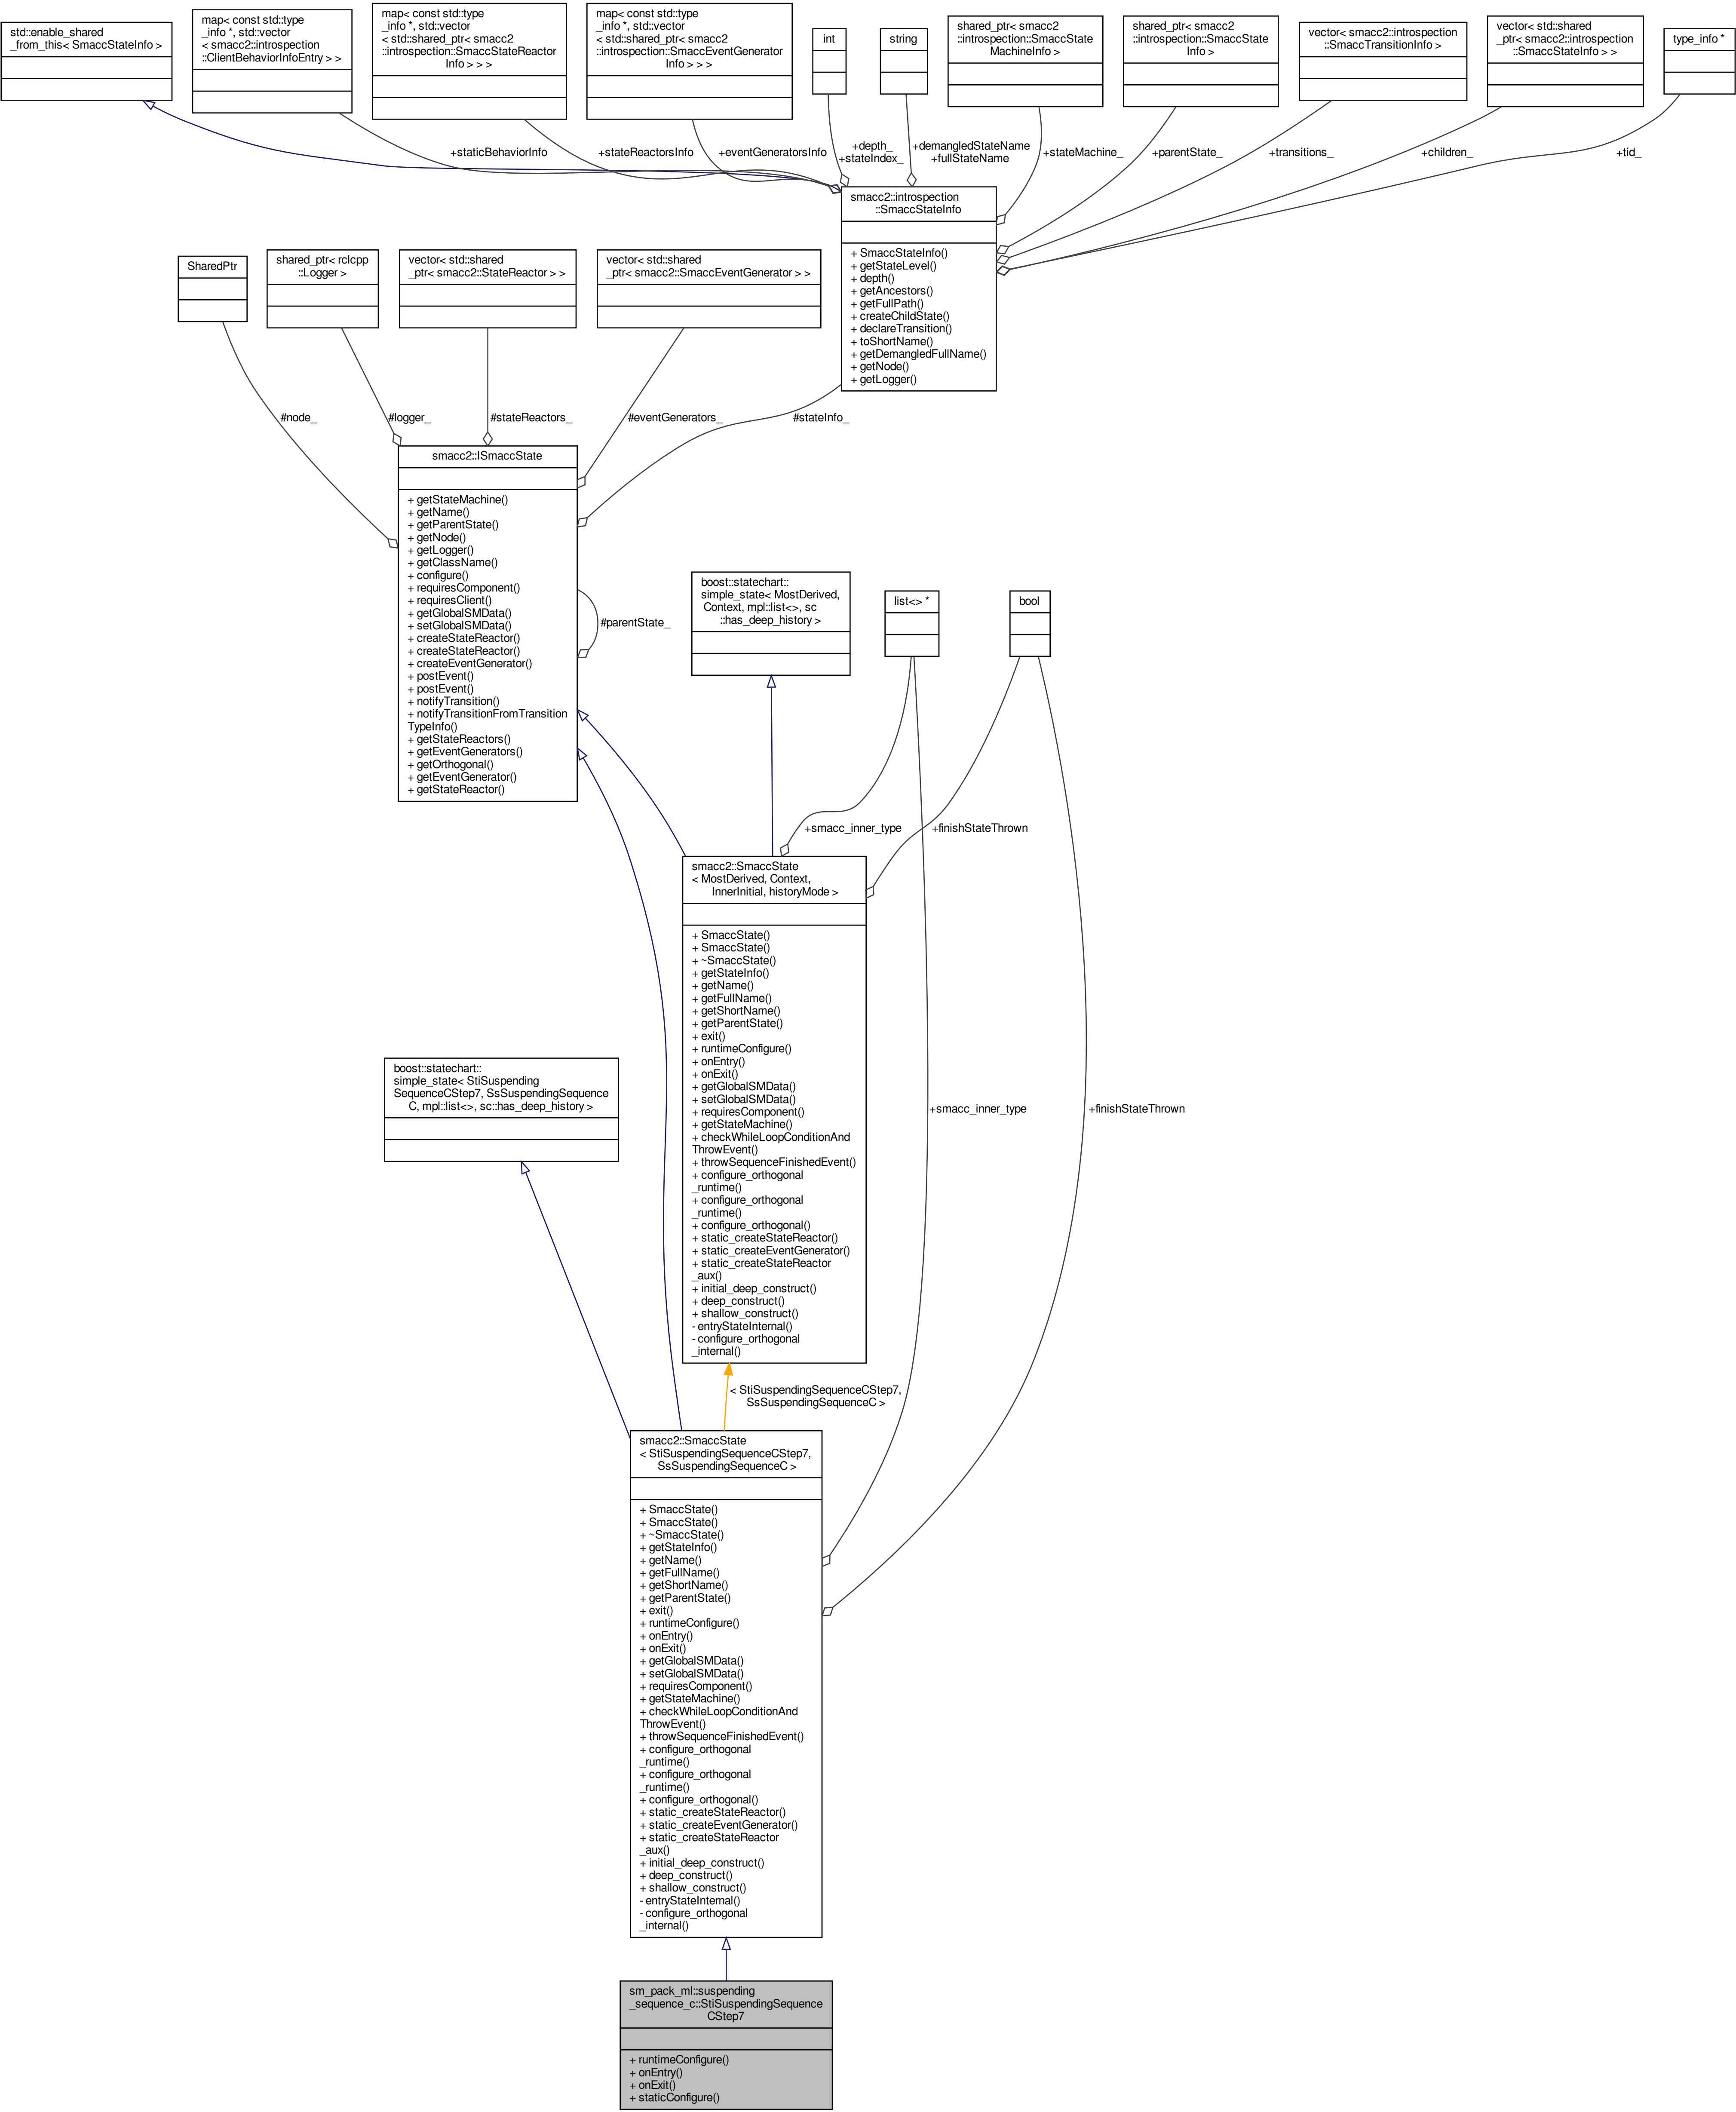 std::enable_shared
_from_this< SmaccStateInfo >
map< const std::type
_info *, std::vector
< smacc2::introspection
::ClientBehaviorInfoEntry > >
map< const std::type
_info *, std::vector
< std::shared_ptr< smacc2
::introspection::SmaccStateReactor
Info > > >
map< const std::type
_info *, std::vector
< std::shared_ptr< smacc2
::introspection::SmaccEventGenerator
Info > > >
int
string
shared_ptr< smacc2
::introspection::SmaccState
MachineInfo >
shared_ptr< smacc2
::introspection::SmaccState
Info >
vector< smacc2::introspection
::SmaccTransitionInfo >
vector< std::shared
_ptr< smacc2::introspection
::SmaccStateInfo > >
type_info *
+staticBehaviorInfo
+stateReactorsInfo
+eventGeneratorsInfo
+depth_
+stateIndex_
+demangledStateName
+fullStateName
+stateMachine_
+parentState_
+transitions_
+children_
+tid_
smacc2::introspection
::SmaccStateInfo
+ SmaccStateInfo()
+ getStateLevel()
+ depth()
+ getAncestors()
+ getFullPath()
+ createChildState()
+ declareTransition()
+ toShortName()
+ getDemangledFullName()
+ getNode()
+ getLogger()
SharedPtr
shared_ptr< rclcpp
::Logger >
vector< std::shared
_ptr< smacc2::StateReactor > >
vector< std::shared
_ptr< smacc2::SmaccEventGenerator > >
#node_
#logger_
#stateReactors_
#eventGenerators_
#stateInfo_
smacc2::ISmaccState
+ getStateMachine()
+ getName()
+ getParentState()
+ getNode()
+ getLogger()
+ getClassName()
+ configure()
+ requiresComponent()
+ requiresClient()
+ getGlobalSMData()
+ setGlobalSMData()
+ createStateReactor()
+ createStateReactor()
+ createEventGenerator()
+ postEvent()
+ postEvent()
+ notifyTransition()
+ notifyTransitionFromTransition
TypeInfo()
+ getStateReactors()
+ getEventGenerators()
+ getOrthogonal()
+ getEventGenerator()
+ getStateReactor()
#parentState_
boost::statechart::
simple_state< MostDerived,
Context, mpl::list<>, sc
::has_deep_history >
list<> *
bool
+smacc_inner_type
+finishStateThrown
smacc2::SmaccState
< MostDerived, Context,
InnerInitial, historyMode >
+ SmaccState()
+ SmaccState()
+ ~SmaccState()
+ getStateInfo()
+ getName()
+ getFullName()
+ getShortName()
+ getParentState()
+ exit()
+ runtimeConfigure()
+ onEntry()
+ onExit()
+ getGlobalSMData()
+ setGlobalSMData()
+ requiresComponent()
+ getStateMachine()
+ checkWhileLoopConditionAnd
ThrowEvent()
+ throwSequenceFinishedEvent()
+ configure_orthogonal
_runtime()
+ configure_orthogonal
_runtime()
+ configure_orthogonal()
+ static_createStateReactor()
+ static_createEventGenerator()
+ static_createStateReactor
_aux()
+ initial_deep_construct()
+ deep_construct()
+ shallow_construct()
- entryStateInternal()
- configure_orthogonal
_internal()
+smacc_inner_type
+finishStateThrown
boost::statechart::
simple_state< StiSuspending
SequenceCStep7, SsSuspendingSequence
C, mpl::list<>, sc::has_deep_history >
< StiSuspendingSequenceCStep7,
SsSuspendingSequenceC >
smacc2::SmaccState
< StiSuspendingSequenceCStep7,
SsSuspendingSequenceC >
+ SmaccState()
+ SmaccState()
+ ~SmaccState()
+ getStateInfo()
+ getName()
+ getFullName()
+ getShortName()
+ getParentState()
+ exit()
+ runtimeConfigure()
+ onEntry()
+ onExit()
+ getGlobalSMData()
+ setGlobalSMData()
+ requiresComponent()
+ getStateMachine()
+ checkWhileLoopConditionAnd
ThrowEvent()
+ throwSequenceFinishedEvent()
+ configure_orthogonal
_runtime()
+ configure_orthogonal
_runtime()
+ configure_orthogonal()
+ static_createStateReactor()
+ static_createEventGenerator()
+ static_createStateReactor
_aux()
+ initial_deep_construct()
+ deep_construct()
+ shallow_construct()
- entryStateInternal()
- configure_orthogonal
_internal()
sm_pack_ml::suspending
_sequence_c::StiSuspendingSequence
CStep7
+ runtimeConfigure()
+ onEntry()
+ onExit()
+ staticConfigure()